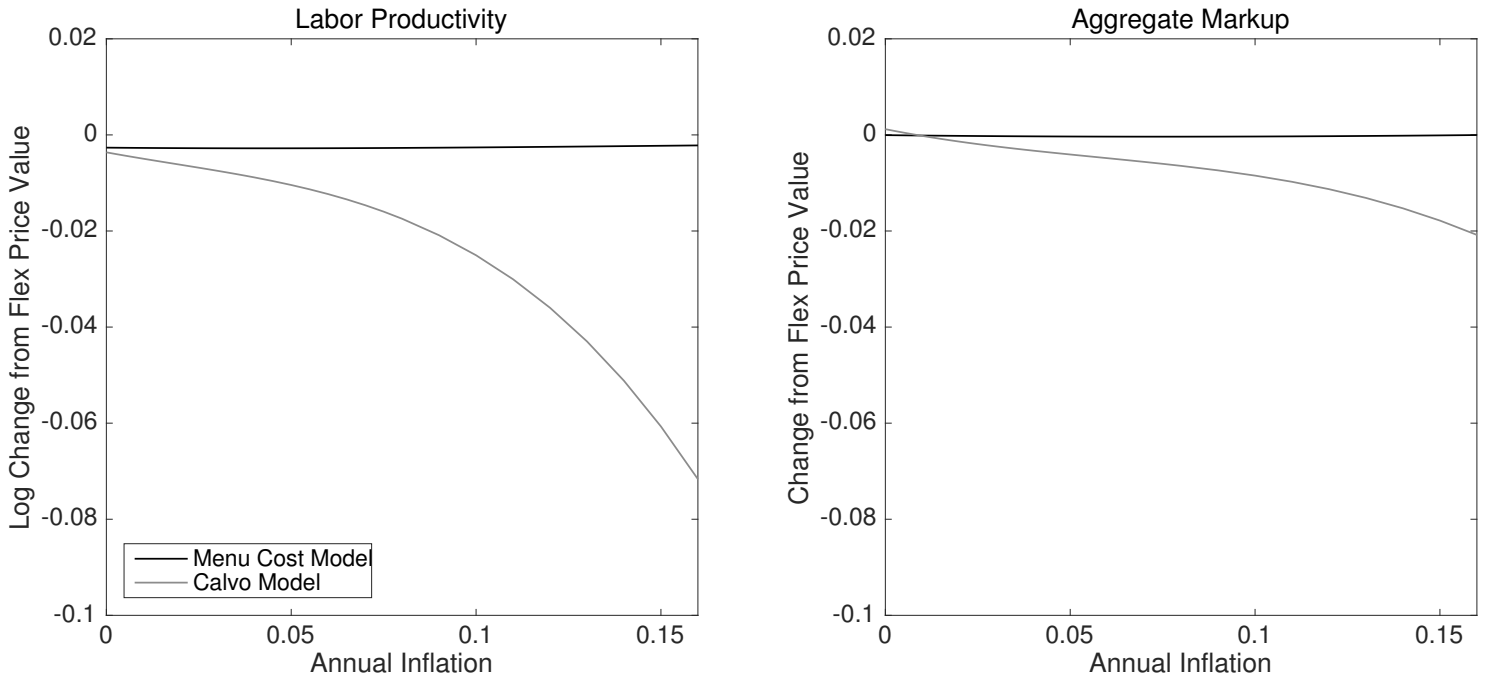 Labor Productivity
Log Change from Flex Price Value
0.02
0
-0.02
-0.04
-0.06
-0.08
-0.1
Menu Cost Model
Calvo Model
0
0.05
0.1
0.15
Annual Inflation
Aggregate Markup
Change from Flex Price Value
0.02
0
-0.02
-0.04
-0.06
-0.08
-0.1
0
0.05
0.1
0.15
Annual Inflation